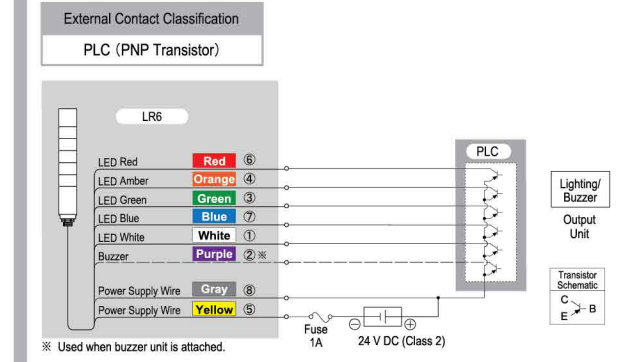 External Contact Classification
PLC (PNP Transistor)
LR6
LED Red Red ⑥
LED Amber Orange ④
LED Green Green ③
LED Blue Blue ⑦
LED White White ①
Buzzer Purple ② ※
Power Supply Wire Gray ⑧
Power Supply Wire Yellow ⑤
※ Used when buzzer unit is attached.
Fuse
1A
⊖ ⊕
24 V DC (Class 2)
PLC
Lighting/
Buzzer
Output
Unit
Transistor
Schematic
C
B
E